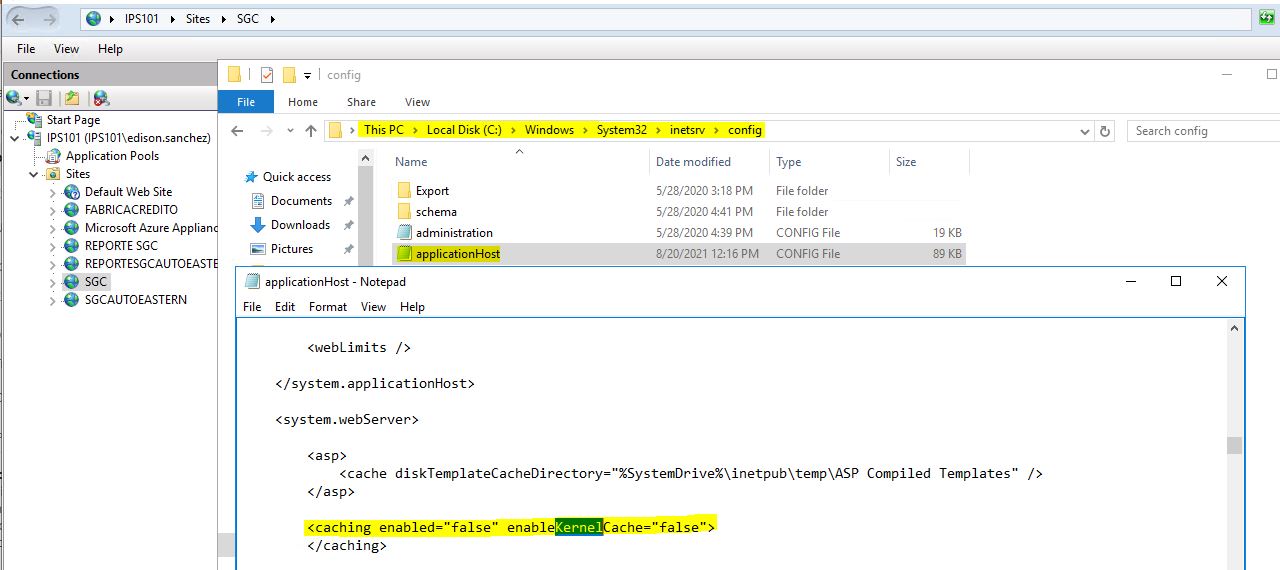 IPS101 Sites SGC
File View Help
Connections
Start Page
IPS101 (IPS101\edison.sanchez)
Application Pools
Sites
Default Web Site
FABRICACREDITO
Microsoft Azure Applianc
REPORTE SGC
REPORTESGCAUTOEASTE
SGC
SGCAUTOEASTERN
config
File Home Share View
This PC Local Disk (C:) Windows System32 inetsrv config
Search config
Quick access
Documents
Downloads
Pictures
Name Date modified Type Size
Export 5/28/2020 3:18 PM File folder
schema 5/28/2020 4:41 PM File folder
administration 5/28/2020 4:39 PM CONFIG File 19 KB
applicationHost 8/20/2021 12:16 PM CONFIG File 89 KB
applicationHost - Notepad
File Edit Format View Help
<webLimits />
</system.applicationHost>
<system.webServer>
<asp>
<cache diskTemplateCacheDirectory="%SystemDrive%\inetpub\temp\ASP Compiled Templates" />
</asp>
<caching enabled="false" enableKernelCache="false">
</caching>